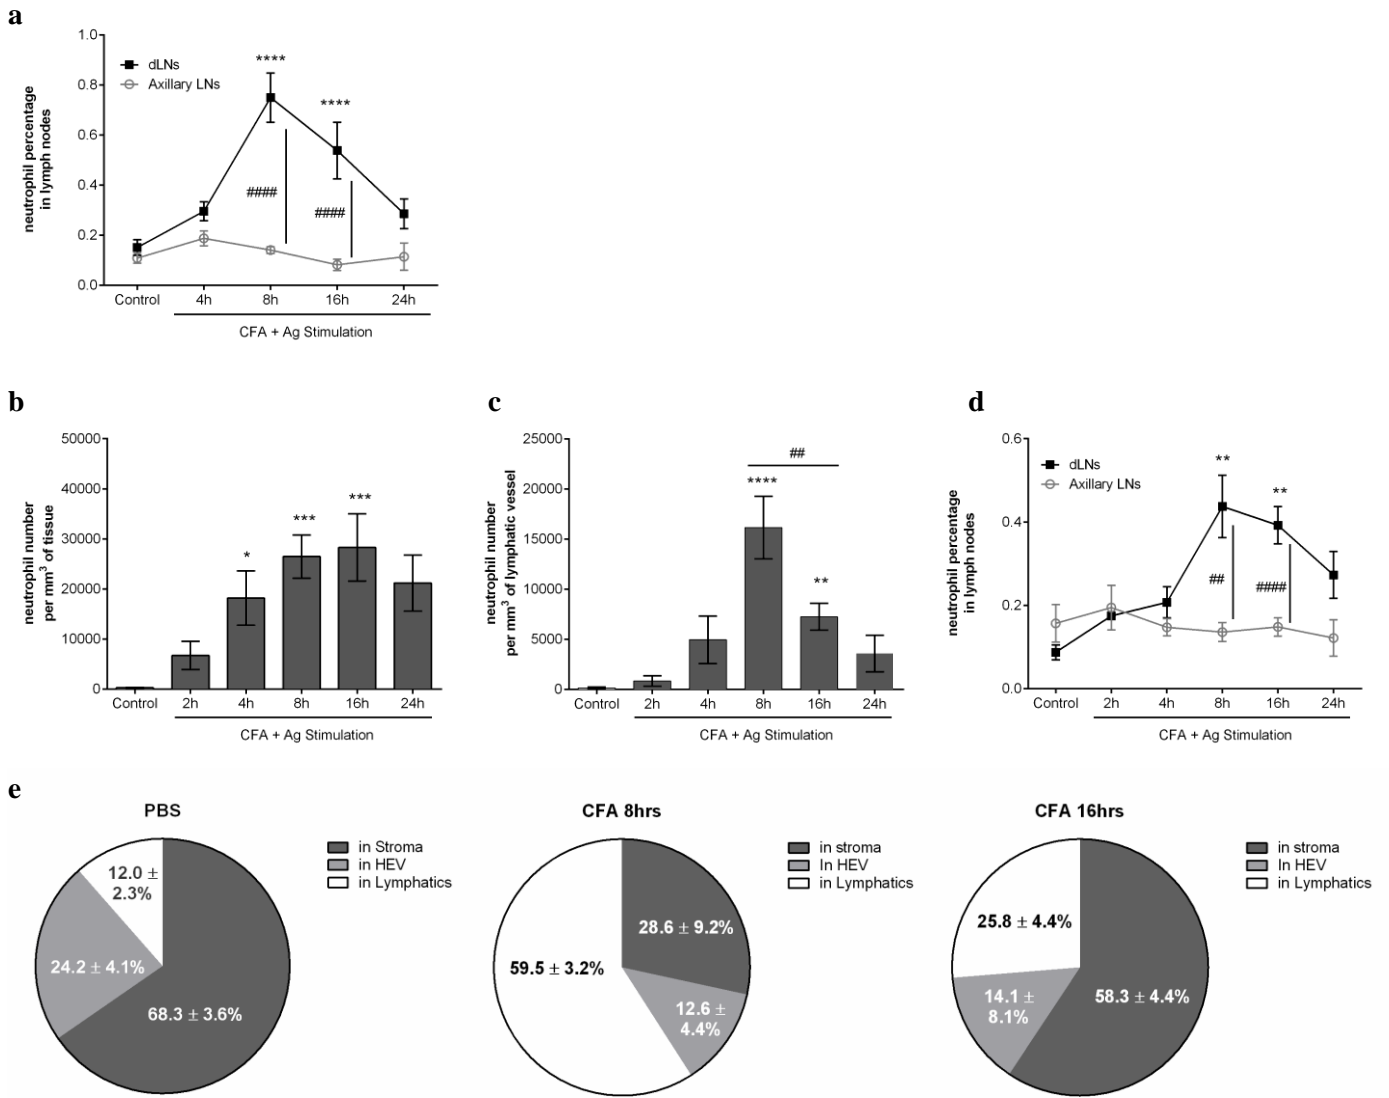 a
neutrophil percentage
in lymph nodes
1.0
0.8
0.6
0.4
0.2
0.0
dLNs
Axillary LNs
****
****
####
####
Control 4h 8h 16h 24h
CFA + Ag Stimulation
b
neutrophil number
per mm³ of tissue
50000
40000
30000
20000
10000
0
*
***
***
Control 2h 4h 8h 16h 24h
CFA + Ag Stimulation
c
neutrophil number
per mm³ of lymphatic vessel
25000
20000
15000
10000
5000
0
##
****
**
Control 2h 4h 8h 16h 24h
CFA + Ag Stimulation
d
neutrophil percentage
in lymph nodes
0.6
0.4
0.2
0.0
dLNs
Axillary LNs
**
**
##
####
Control 2h 4h 8h 16h 24h
CFA + Ag Stimulation
e
PBS
12.0 ±
2.3%
24.2 ± 4.1%
68.3 ± 3.6%
in Stroma
in HEV
in Lymphatics
CFA 8hrs
28.6 ± 9.2%
59.5 ± 3.2%
12.6 ±
4.4%
in stroma
In HEV
in Lymphatics
CFA 16hrs
25.8 ± 4.4%
14.1 ±
8.1%
58.3 ± 4.4%
in stroma
In HEV
in Lymphatics